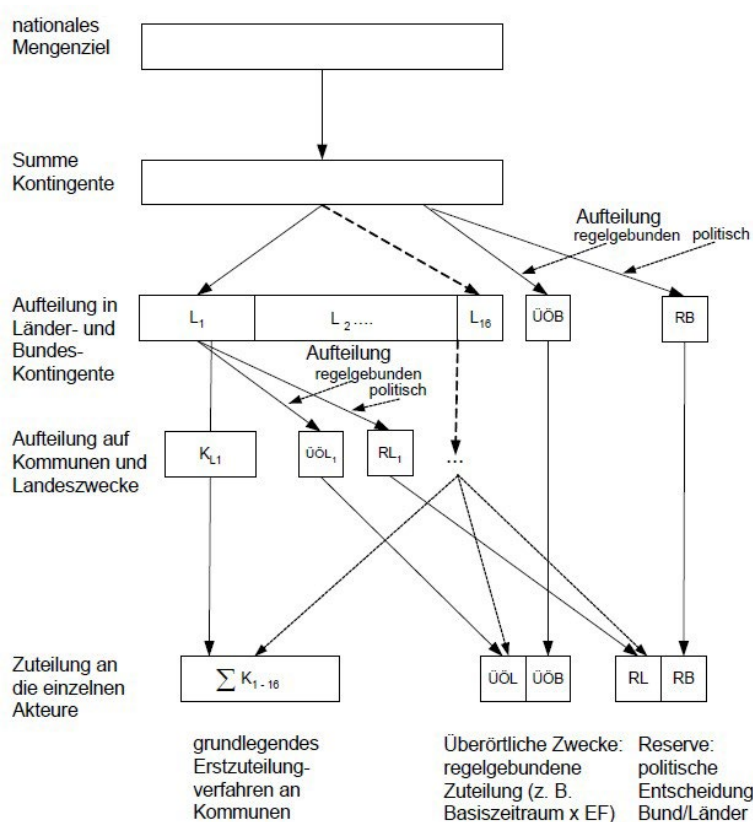 nationales
Mengenziel
Summe
Kontingente
Aufteilung
regelgebunden politisch
Aufteilung in
Länder- und
Bundes-
Kontingente
L1 L 2 .... L16 ÜÖB RB
Aufteilung
regelgebunden
politisch
Aufteilung auf
Kommunen und
Landeszwecke
KL1 ÜÖL1 RL1 ...
Zuteilung an
die einzelnen
Akteure
∑ K1 - 16 ÜÖL ÜÖB RL RB
grundlegendes
Erstzuteilung-
verfahren an
Kommunen
Überörtliche Zwecke:
regelgebundene
Zuteilung (z. B.
Basiszeitraum x EF)
Reserve:
politische
Entscheidung
Bund/Länder